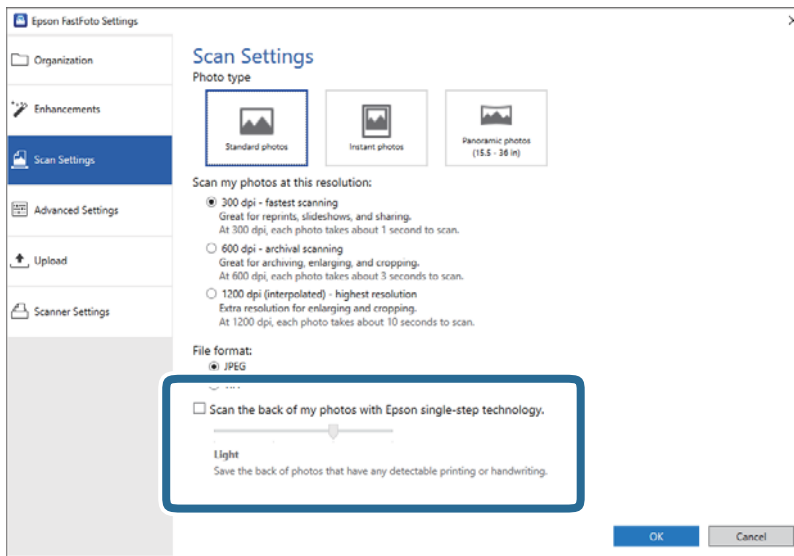 Epson FastFoto Settings
Organization
Enhancements
Scan Settings
Advanced Settings
Upload
Scanner Settings
Scan Settings
Photo type
Standard photos
Instant photos
Panoramic photos
(15.5 - 36 in)
Scan my photos at this resolution:
300 dpi - fastest scanning
Great for reprints, slideshows, and sharing.
At 300 dpi, each photo takes about 1 second to scan.
600 dpi - archival scanning
Great for archiving, enlarging, and cropping.
At 600 dpi, each photo takes about 3 seconds to scan.
1200 dpi (interpolated) - highest resolution
Extra resolution for enlarging and cropping.
At 1200 dpi, each photo takes about 10 seconds to scan.
File format:
JPEG
Scan the back of my photos with Epson single-step technology.
Light
Save the back of photos that have any detectable printing or handwriting.
OK
Cancel